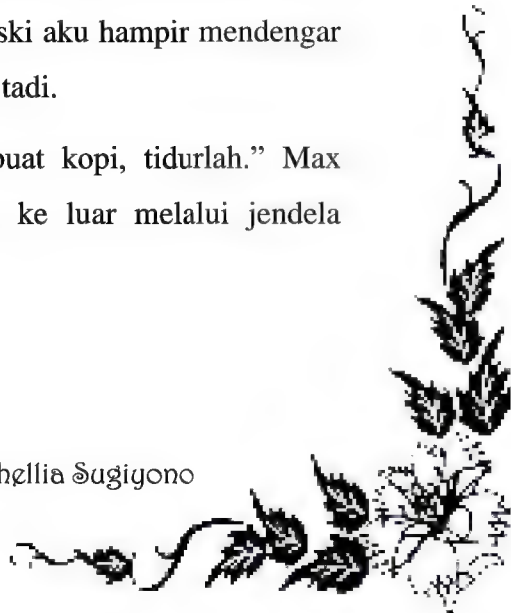 ski aku hampir mendengar
tadi.
buat kopi, tidurlah.” Max
ke luar melalui jendela
hellia Sugiyono